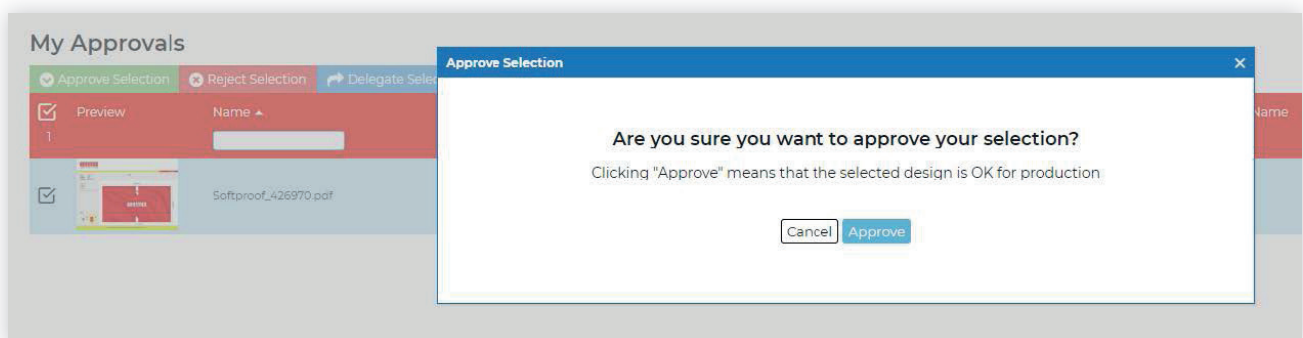 My Approvals
Approve Selection Reject Selection Delegate Selec
Approve Selection
Preview Name Name
1
Are you sure you want to approve your selection?
Clicking "Approve" means that the selected design is OK for production
Softproof_426970.pdf
Cancel Approve